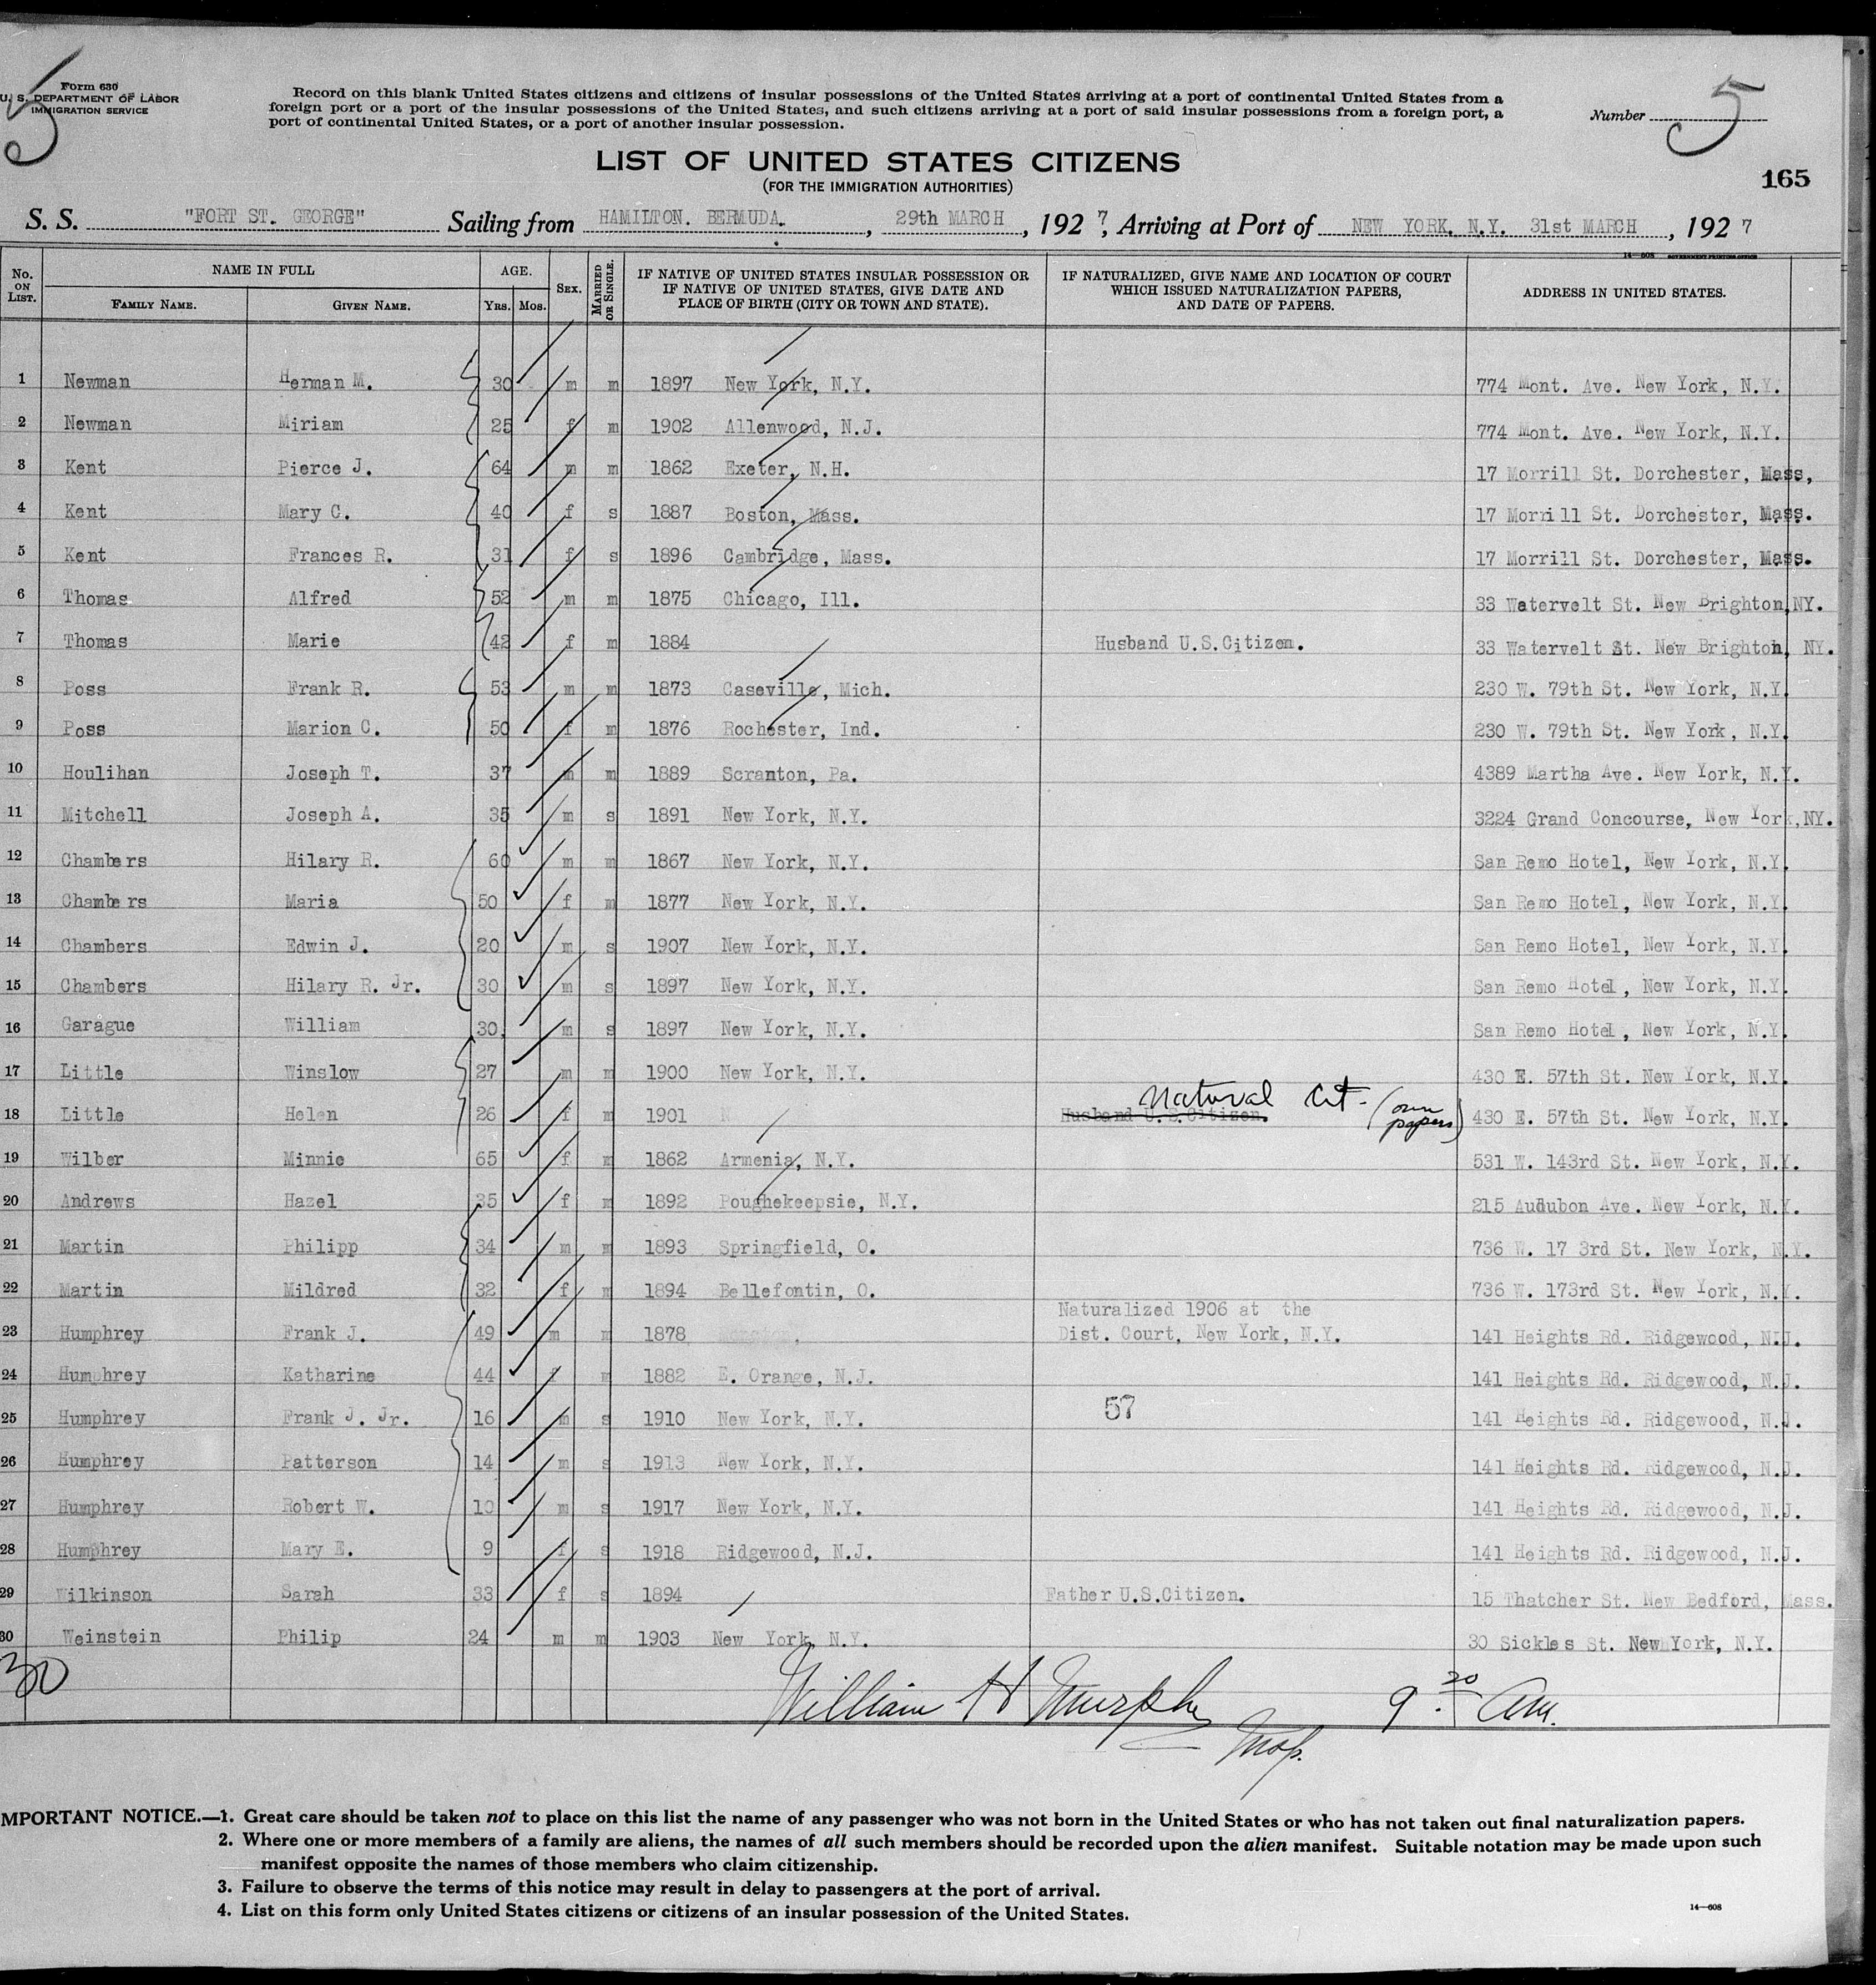 5
Form 630
U. S. DEPARTMENT OF LABOR
IMMIGRATION SERVICE
Record on this blank United States citizens and citizens of insular possessions of the United States arriving at a port of continental United States from a
foreign port or a port of the insular possessions of the United States, and such citizens arriving at a port of said insular possessions from a foreign port, a
port of continental United States, or a port of another insular possession.
Number 5
LIST OF UNITED STATES CITIZENS
(FOR THE IMMIGRATION AUTHORITIES)
165
S. S. "FORT ST. GEORGE" Sailing from HAMILTON. BERMUDA. , 29th MARCH , 192 7, Arriving at Port of NEW YORK, N.Y. 31st MARCH , 192 7
14—608 GOVERNMENT PRINTING OFFICE
No. ON LIST. NAME IN FULL FAMILY NAME. GIVEN NAME. AGE. Yrs. Mos. SEX. MARRIED OR SINGLE. IF NATIVE OF UNITED STATES INSULAR POSSESSION OR IF NATIVE OF UNITED STATES, GIVE DATE AND PLACE OF BIRTH (CITY OR TOWN AND STATE). IF NATURALIZED, GIVE NAME AND LOCATION OF COURT WHICH ISSUED NATURALIZATION PAPERS, AND DATE OF PAPERS. ADDRESS IN UNITED STATES.
1 Newman Herman M. 30 m m 1897 New York, N.Y. 774 Mont. Ave. New York, N.Y.
2 Newman Miriam 25 f m 1902 Allenwood, N.J. 774 Mont. Ave. New York, N.Y.
3 Kent Pierce J. 64 m m 1862 Exeter, N.H. 17 Morrill St. Dorchester, Mass,
4 Kent Mary C. 40 f s 1887 Boston, Mass. 17 Morrill St. Dorchester, Mass.
5 Kent Frances R. 31 f s 1896 Cambridge, Mass. 17 Morrill St. Dorchester, Mass.
6 Thomas Alfred 52 m m 1875 Chicago, Ill. 33 Watervelt St. New Brighton, NY.
7 Thomas Marie 42 f m 1884 Husband U.S.Citizen. 33 Watervelt St. New Brighton, NY.
8 Poss Frank R. 53 m m 1873 Caseville, Mich. 230 W. 79th St. New York, N.Y.
9 Poss Marion C. 50 f m 1876 Rochester, Ind. 230 W. 79th St. New York, N.Y.
10 Houlihan Joseph T. 37 m m 1889 Scranton, Pa. 4389 Martha Ave. New York, N.Y.
11 Mitchell Joseph A. 35 m s 1891 New York, N.Y. 3224 Grand Concourse, New York,NY.
12 Chambers Hilary R. 60 m m 1867 New York, N.Y. San Remo Hotel, New York, N.Y.
13 Chambers Maria 50 f m 1877 New York, N.Y. San Remo Hotel, New York, N.Y.
14 Chambers Edwin J. 20 m s 1907 New York, N.Y. San Remo Hotel, New York, N.Y.
15 Chambers Hilary R. Jr. 30 m s 1897 New York, N.Y. San Remo Hotel, New York, N.Y.
16 Garague William 30. m s 1897 New York, N.Y. San Remo Hotel, New York, N.Y.
17 Little Winslow 27 m m 1900 New York, N.Y. 430 E. 57th St. New York, N.Y.
18 Little Helen 26 f m 1901 N Husband U.S.Citizen. Natural Cit. (own papers) 430 E. 57th St. New York, N.Y.
19 Wilber Minnie 65 f m 1862 Armenia, N.Y. 531 W. 143rd St. New York, N.Y.
20 Andrews Hazel 35 f m 1892 Poughekeepsie, N.Y. 215 Audubon Ave. New York, N.Y.
21 Martin Philipp 34 m m 1893 Springfield, O. 736 W. 17 3rd St. New York, N.Y.
22 Martin Mildred 32 f m 1894 Bellefontin, O. 736 W. 173rd St. New York, N.Y.
23 Humphrey Frank J. 49 m m 1878 Naturalized 1906 at the Dist. Court, New York, N.Y. 141 Heights Rd. Ridgewood, N.J.
24 Humphrey Katharine 44 f m 1882 E. Orange, N.J. 141 Heights Rd. Ridgewood, N.J.
57
25 Humphrey Frank J. Jr. 16 m s 1910 New York, N.Y. 141 Heights Rd. Ridgewood, N.J.
26 Humphrey Patterson 14 m s 1913 New York, N.Y. 141 Heights Rd. Ridgewood, N.J.
27 Humphrey Robert W. 10 m s 1917 New York, N.Y. 141 Heights Rd. Ridgewood, N.J.
28 Humphrey Mary E. 9 f s 1918 Ridgewood, N.J. 141 Heights Rd. Ridgewood, N.J.
29 Wilkinson Sarah 33 f s 1894 Father U.S.Citizen. 15 Thatcher St. New Bedford, Mass.
30 Weinstein Philip 24 m m 1903 New York, N.Y. 30 Sickles St. New York, N.Y.
30
William H Murphy 9.30 Am.
Insp.
IMPORTANT NOTICE.—1. Great care should be taken not to place on this list the name of any passenger who was not born in the United States or who has not taken out final naturalization papers.
2. Where one or more members of a family are aliens, the names of all such members should be recorded upon the alien manifest. Suitable notation may be made upon such
manifest opposite the names of those members who claim citizenship.
3. Failure to observe the terms of this notice may result in delay to passengers at the port of arrival.
4. List on this form only United States citizens or citizens of an insular possession of the United States.
14—608